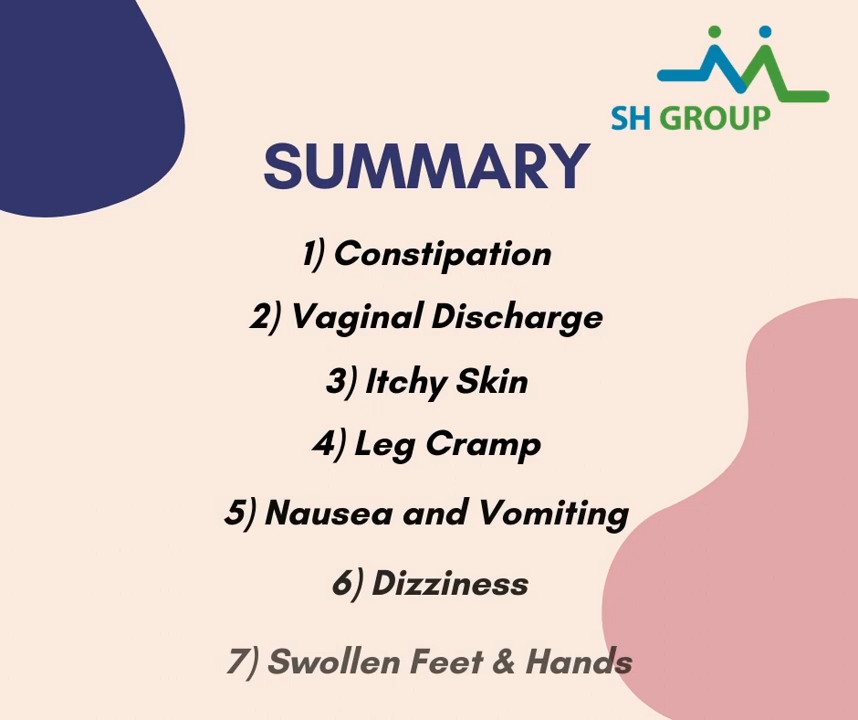 SH GROUP
SUMMARY
1) Constipation
2) Vaginal Discharge
3) Itchy Skin
4) Leg Cramp
5) Nausea and Vomiting
6) Dizziness
7) Swollen Feet & Hands